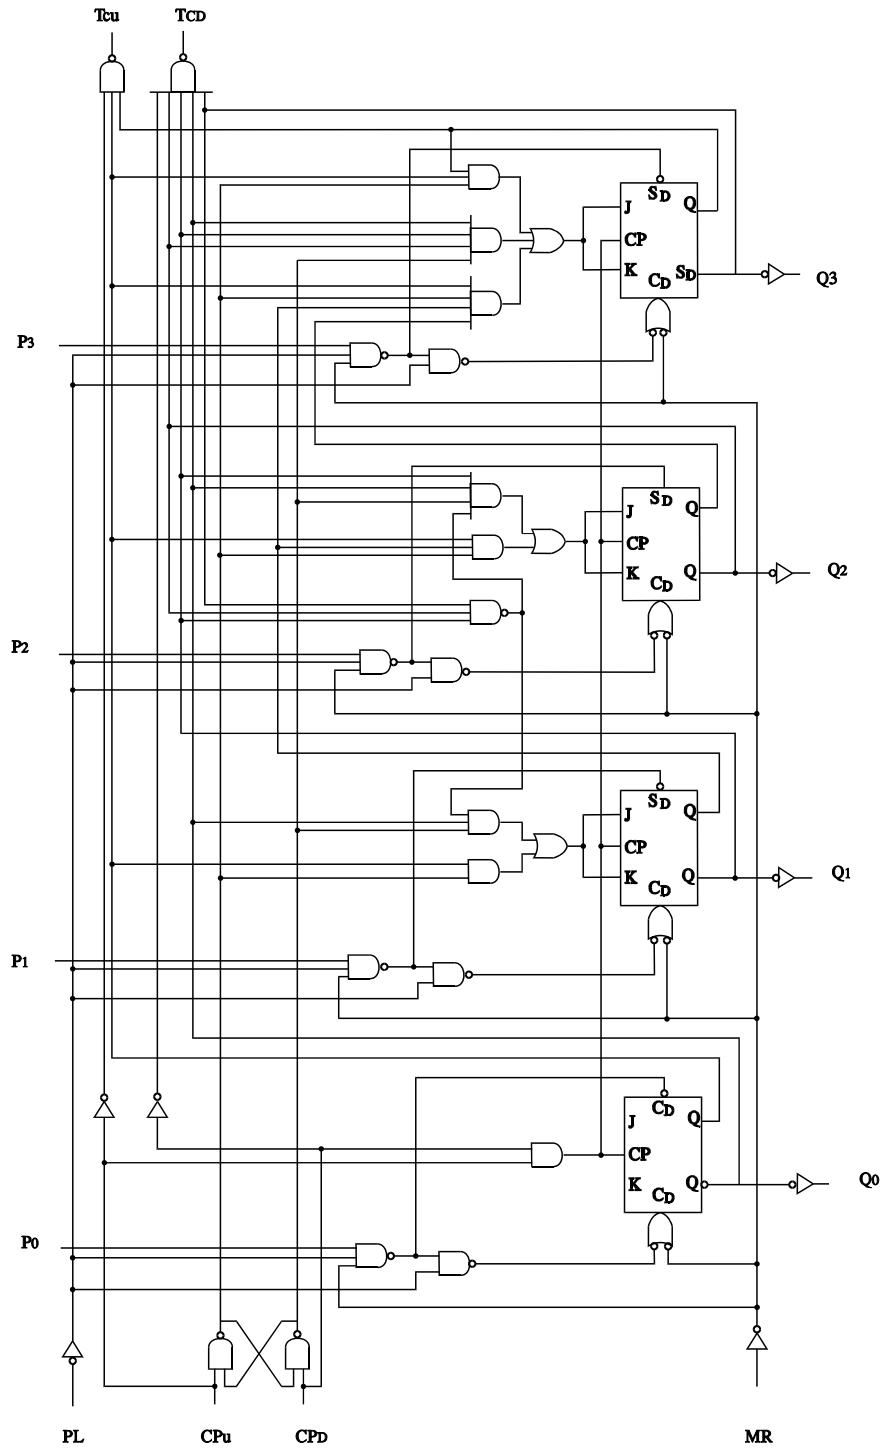 Tcu TCD
SD
J Q
CP
K CD SD Q3
P3
SD
J Q
CP
K CD Q Q2
P2
SD
J Q
CP
K CD Q Q1
P1
CD
J Q
CP
K CD Q Q0
P0
PL CPu CPD MR